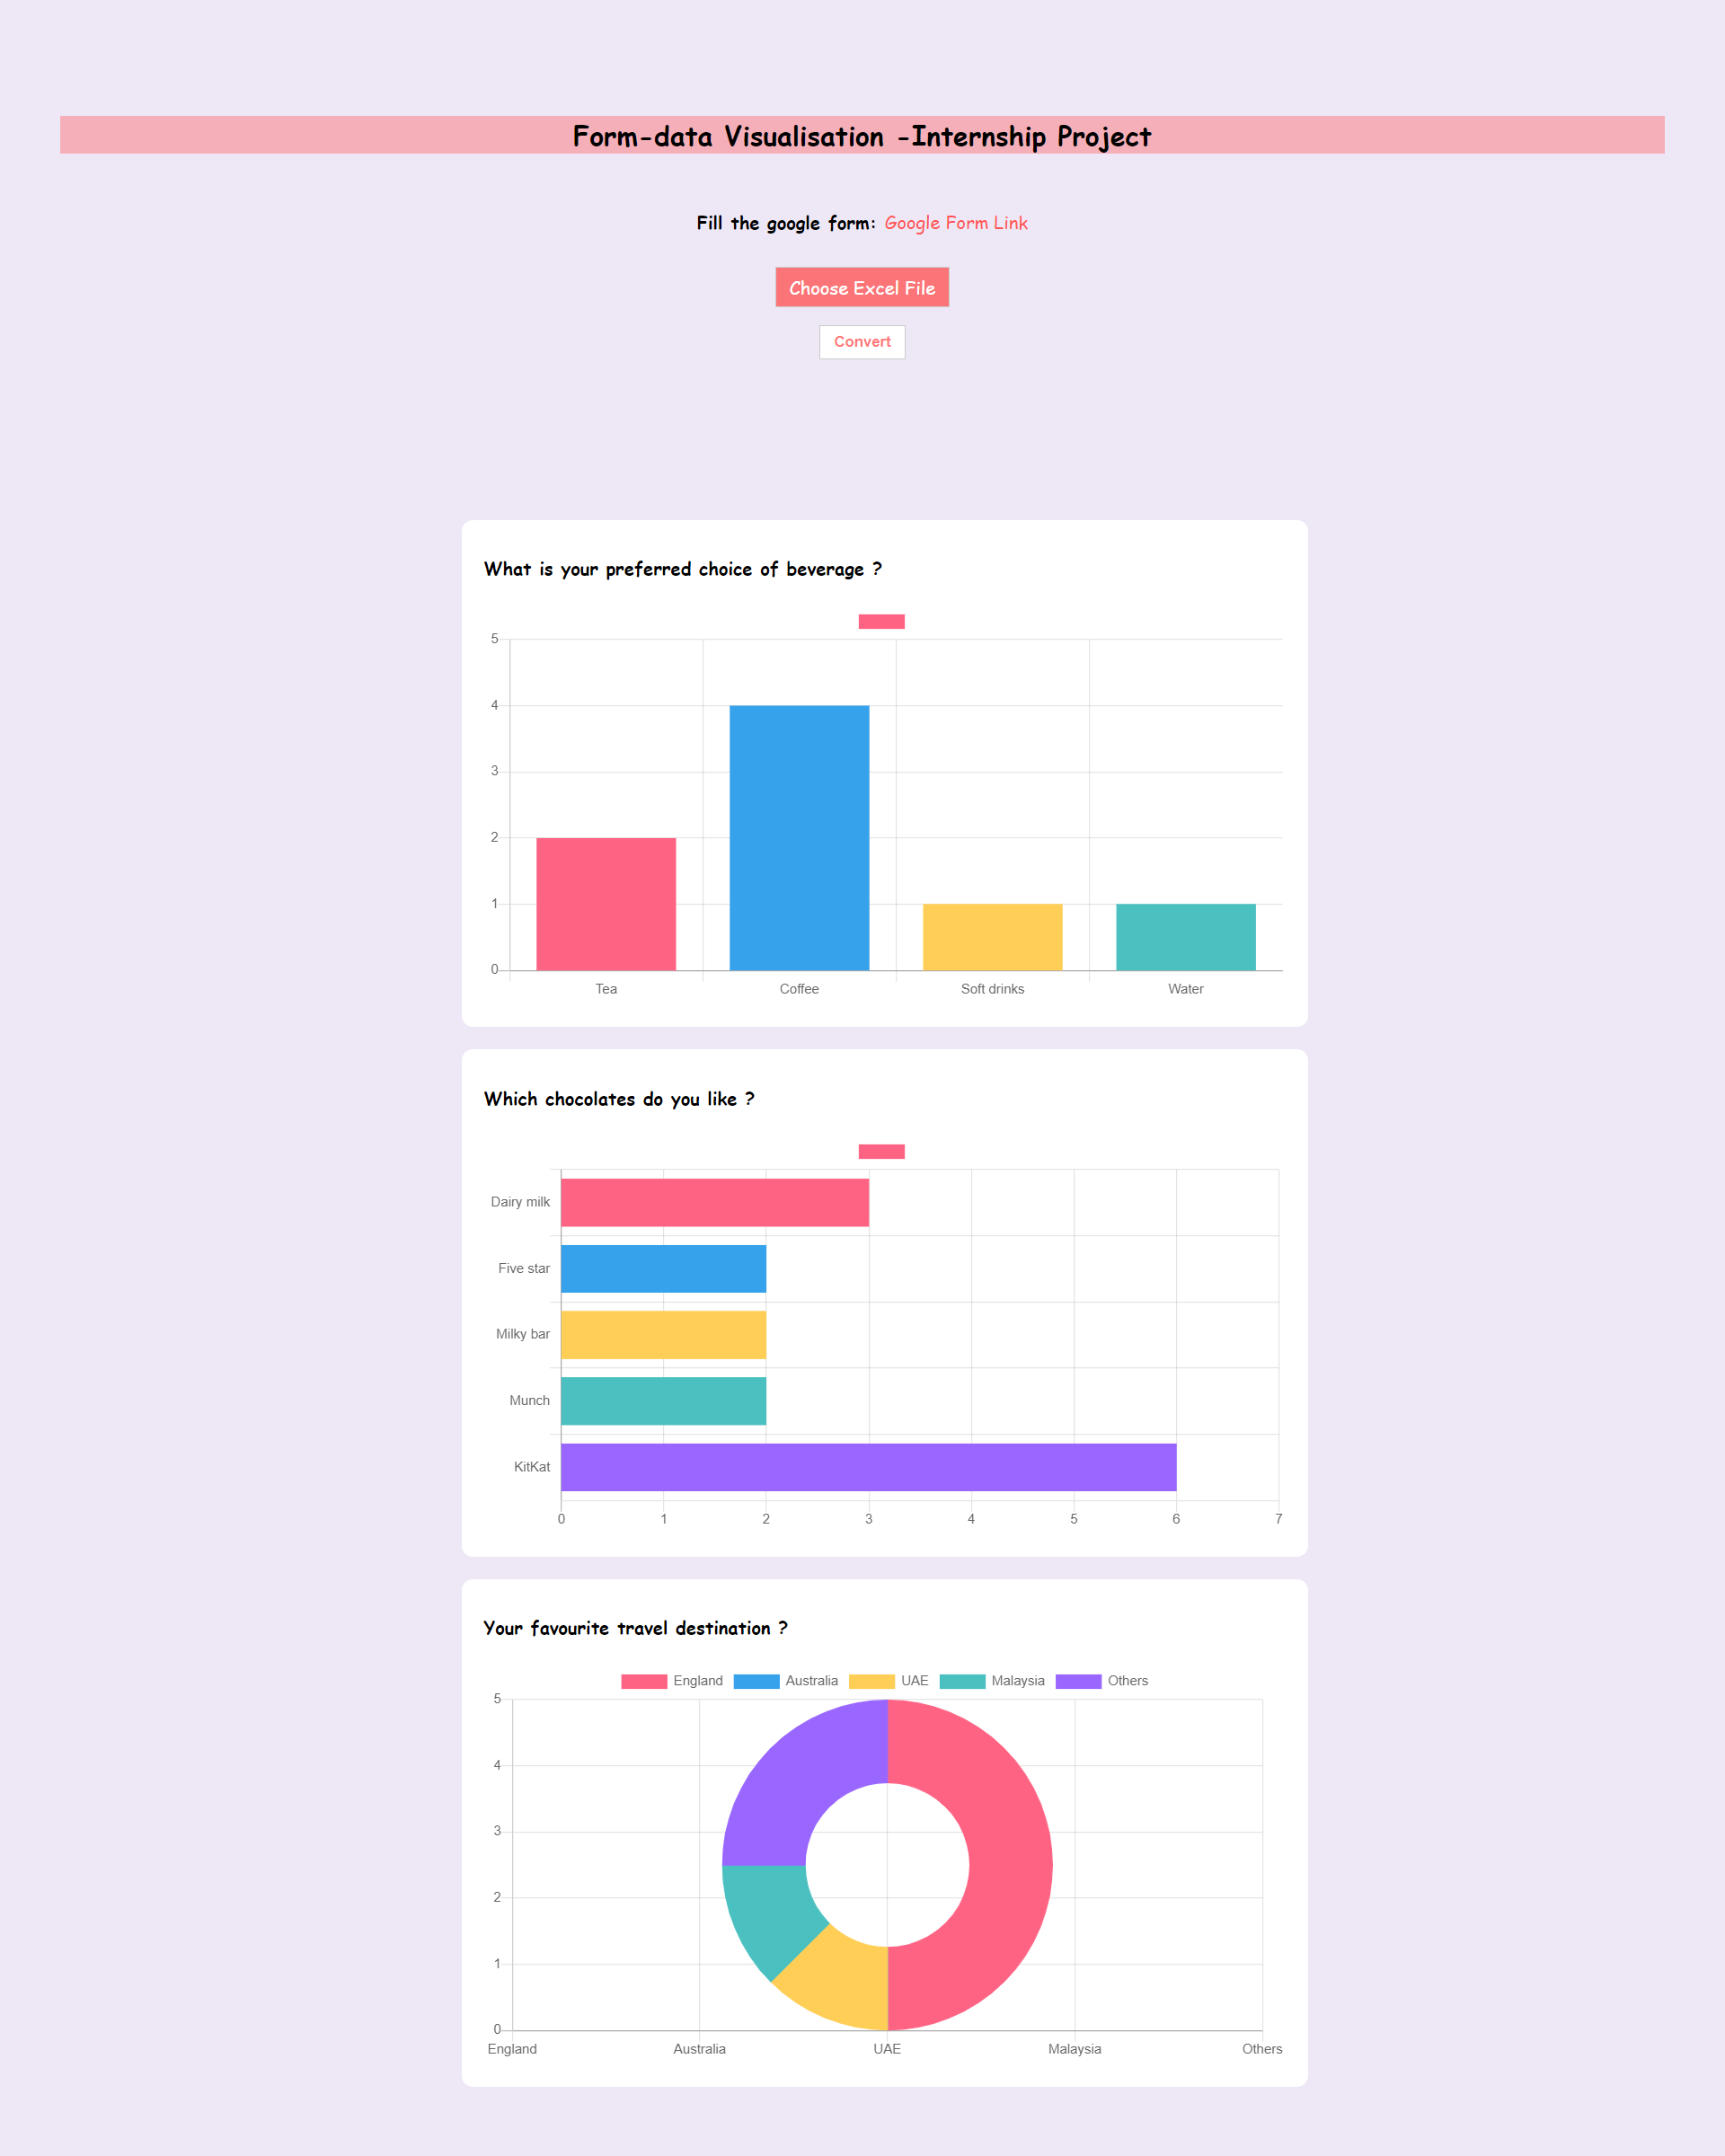 Form-data Visualisation -Internship Project
Fill the google form: Google Form Link
Choose Excel File
Convert
What is your preferred choice of beverage ?
5
4
3
2
1
0
Tea Coffee Soft drinks Water
Which chocolates do you like ?
Dairy milk
Five star
Milky bar
Munch
KitKat
0 1 2 3 4 5 6 7
Your favourite travel destination ?
England Australia UAE Malaysia Others
5
4
3
2
1
0
England Australia UAE Malaysia Others